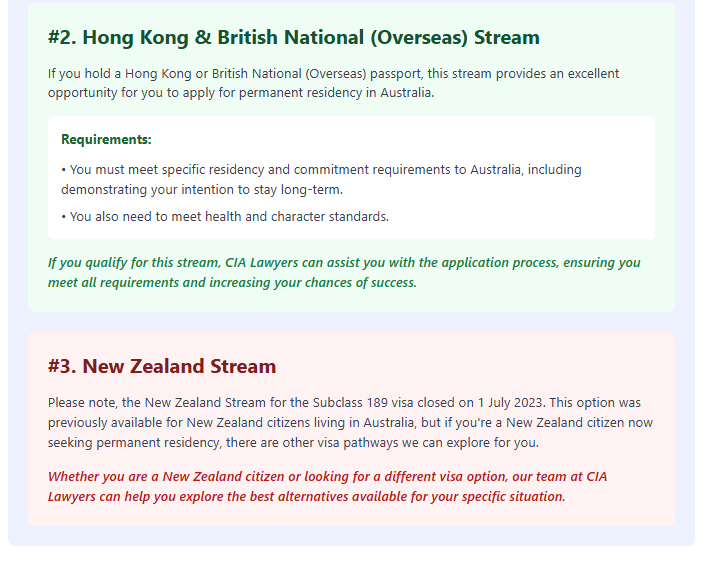 #2. Hong Kong & British National (Overseas) Stream
If you hold a Hong Kong or British National (Overseas) passport, this stream provides an excellent
opportunity for you to apply for permanent residency in Australia.
Requirements:
• You must meet specific residency and commitment requirements to Australia, including
demonstrating your intention to stay long-term.
• You also need to meet health and character standards.
If you qualify for this stream, CIA Lawyers can assist you with the application process, ensuring you
meet all requirements and increasing your chances of success.
#3. New Zealand Stream
Please note, the New Zealand Stream for the Subclass 189 visa closed on 1 July 2023. This option was
previously available for New Zealand citizens living in Australia, but if you're a New Zealand citizen now
seeking permanent residency, there are other visa pathways we can explore for you.
Whether you are a New Zealand citizen or looking for a different visa option, our team at CIA
Lawyers can help you explore the best alternatives available for your specific situation.